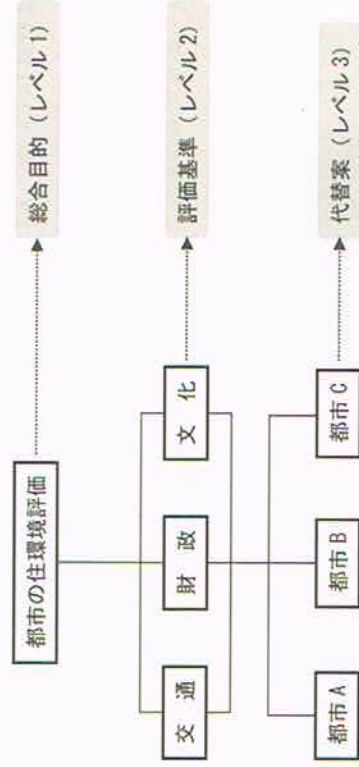 都市の住環境評価
総合目的（レベル1）
交通
財政
文化
評価基準（レベル2）
都市A
都市B
都市C
代替案（レベル3）